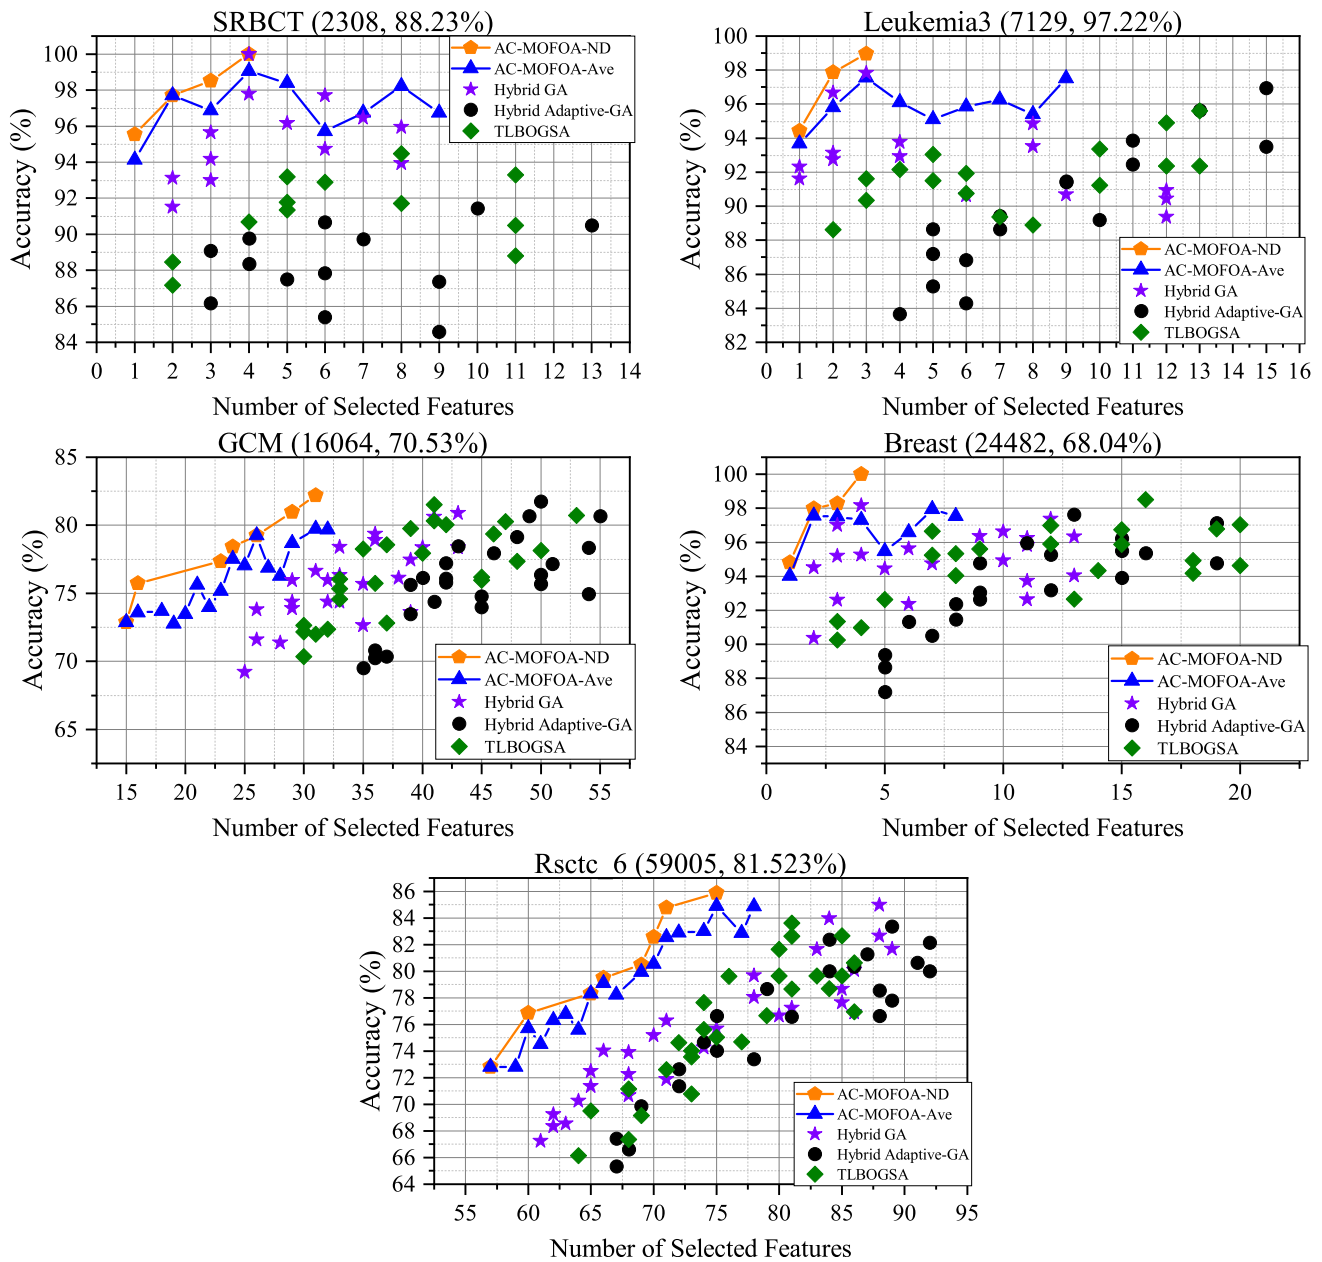 SRBCT (2308, 88.23%)
Accuracy (%)
100
98
96
94
92
90
88
86
84
0 1 2 3 4 5 6 7 8 9 10 11 12 13 14
Number of Selected Features
AC-MOFOA-ND
AC-MOFOA-Ave
Hybrid GA
Hybrid Adaptive-GA
TLBOGSA
Leukemia3 (7129, 97.22%)
Accuracy (%)
100
98
96
94
92
90
88
86
84
82
0 1 2 3 4 5 6 7 8 9 10 11 12 13 14 15 16
Number of Selected Features
AC-MOFOA-ND
AC-MOFOA-Ave
Hybrid GA
Hybrid Adaptive-GA
TLBOGSA
GCM (16064, 70.53%)
Accuracy (%)
85
80
75
70
65
15 20 25 30 35 40 45 50 55
Number of Selected Features
AC-MOFOA-ND
AC-MOFOA-Ave
Hybrid GA
Hybrid Adaptive-GA
TLBOGSA
Breast (24482, 68.04%)
Accuracy (%)
100
98
96
94
92
90
88
86
84
0 5 10 15 20
Number of Selected Features
AC-MOFOA-ND
AC-MOFOA-Ave
Hybrid GA
Hybrid Adaptive-GA
TLBOGSA
Rsctc_6 (59005, 81.523%)
Accuracy (%)
86
84
82
80
78
76
74
72
70
68
66
64
55 60 65 70 75 80 85 90 95
Number of Selected Features
AC-MOFOA-ND
AC-MOFOA-Ave
Hybrid GA
Hybrid Adaptive-GA
TLBOGSA